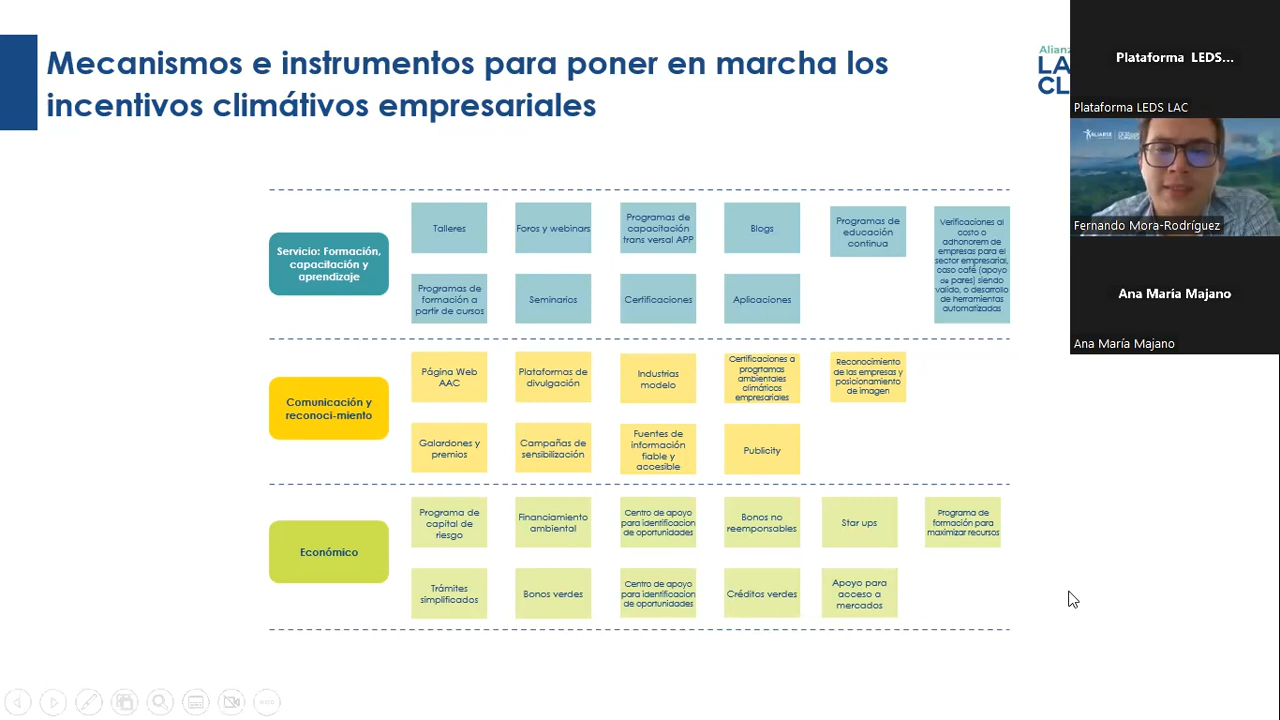 Mecanismos e instrumentos para poner en marcha los
incentivos climátivos empresariales
Alianz
LA
CL
Plataforma LEDS...
Plataforma LEDS LAC
Fernando Mora-Rodríguez
Ana María Majano
Ana María Majano
Servicio: Formación,
capacitación y
aprendizaje
Talleres
Foros y webinars
Programas de
capacitación
trans versal APP
Blogs
Programas de
educación
continua
Verificaciones al
costo o
adhonorem de
empresas para el
sector empresarial,
caso café (apoyo
de pares) siendo
valido, o desarrollo
de herramientas
automatizadas
Programas de
formación a
partir de cursos
Seminarios
Certificaciones
Aplicaciones
Comunicación y
reconoci-miento
Página Web
AAC
Plataformas de
divulgación
Industrias
modelo
Certificaciones a
progrtamas
ambientales
climáticos
empresariales
Reconocimiento
de las empresas y
posicionamiento
de imagen
Galardones y
premios
Campañas de
sensibilización
Fuentes de
información
fiable y
accesible
Publicity
Económico
Programa de
capital de
riesgo
Financiamiento
ambiental
Centro de apoyo
para identificacion
de oportunidades
Bonos no
reemponsables
Star ups
Programa de
formación para
maximizar recursos
Trámites
simplificados
Bonos verdes
Centro de apoyo
para identificacion
de oportunidades
Créditos verdes
Apoyo para
acceso a
mercados